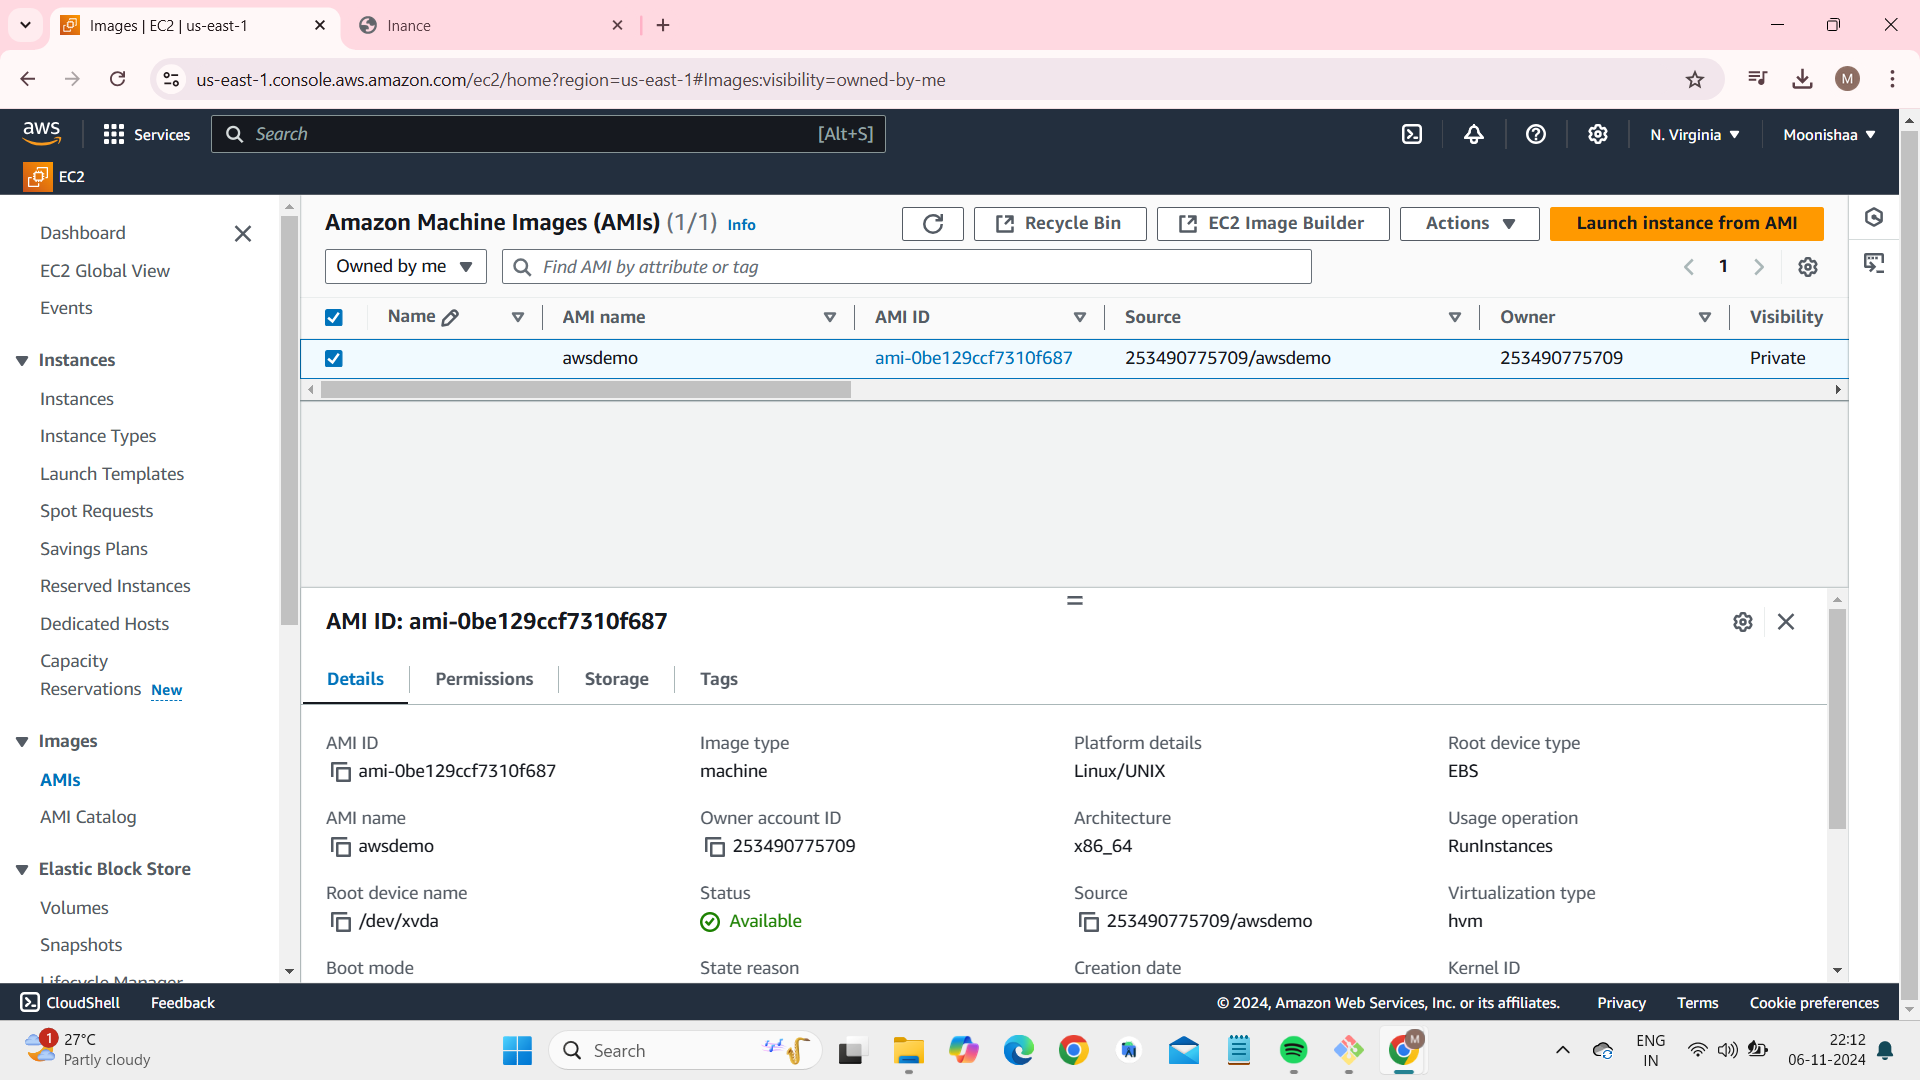 Images | EC2 | us-east-1
Inance
us-east-1.console.aws.amazon.com/ec2/home?region=us-east-1#Images:visibility=owned-by-me
M
aws
Services
Search
[Alt+S]
N. Virginia
Moonishaa
EC2
Dashboard
EC2 Global View
Events
Instances
Instances
Instance Types
Launch Templates
Spot Requests
Savings Plans
Reserved Instances
Dedicated Hosts
Capacity
Reservations New
Images
AMIs
AMI Catalog
Elastic Block Store
Volumes
Snapshots
Lifecycle Manager
Amazon Machine Images (AMIs) (1/1) Info
Recycle Bin
EC2 Image Builder
Actions
Launch instance from AMI
Owned by me
Find AMI by attribute or tag
1
Name AMI name AMI ID Source Owner Visibility
awsdemo ami-0be129ccf7310f687 253490775709/awsdemo 253490775709 Private
AMI ID: ami-0be129ccf7310f687
Details Permissions Storage Tags
AMI ID Image type Platform details Root device type
ami-0be129ccf7310f687 machine Linux/UNIX EBS
AMI name Owner account ID Architecture Usage operation
awsdemo 253490775709 x86_64 RunInstances
Root device name Status Source Virtualization type
/dev/xvda Available 253490775709/awsdemo hvm
Boot mode State reason Creation date Kernel ID
CloudShell Feedback
© 2024, Amazon Web Services, Inc. or its affiliates. Privacy Terms Cookie preferences
1
27°C
Partly cloudy
Search
M
ENG
IN
22:12
06-11-2024